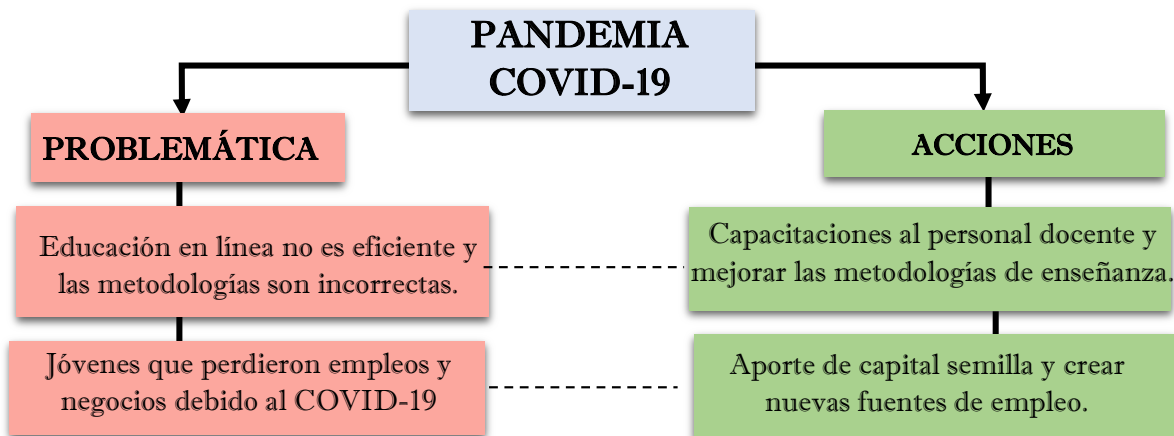 PANDEMIA
COVID-19
PROBLEMÁTICA
Educación en línea no es eficiente y
las metodologías son incorrectas.
Jóvenes que perdieron empleos y
negocios debido al COVID-19
ACCIONES
Capacitaciones al personal docente y
mejorar las metodologías de enseñanza.
Aporte de capital semilla y crear
nuevas fuentes de empleo.